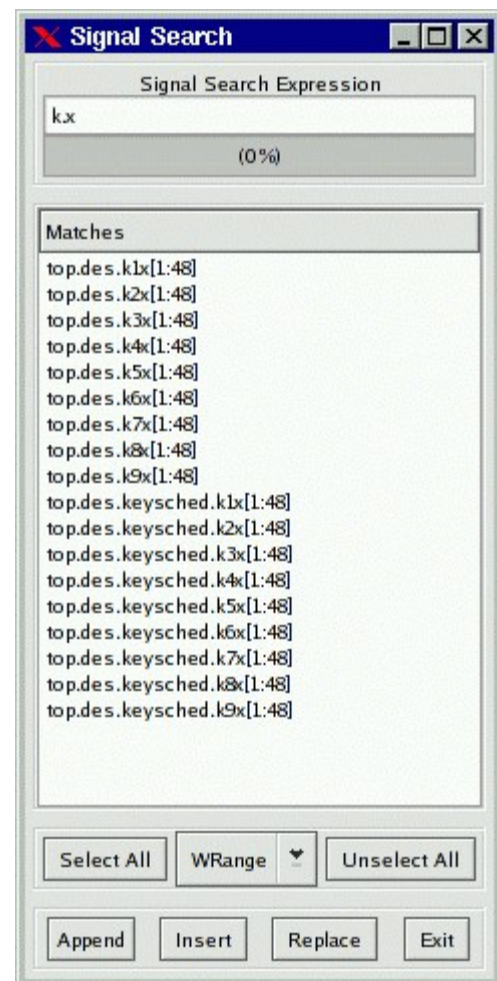 Signal Search
Signal Search Expression
k.x
(0%)
Matches
top.des.k1x[1:48]
top.des.k2x[1:48]
top.des.k3x[1:48]
top.des.k4x[1:48]
top.des.k5x[1:48]
top.des.k6x[1:48]
top.des.k7x[1:48]
top.des.k8x[1:48]
top.des.k9x[1:48]
top.des.keysched.k1x[1:48]
top.des.keysched.k2x[1:48]
top.des.keysched.k3x[1:48]
top.des.keysched.k4x[1:48]
top.des.keysched.k5x[1:48]
top.des.keysched.k6x[1:48]
top.des.keysched.k7x[1:48]
top.des.keysched.k8x[1:48]
top.des.keysched.k9x[1:48]
Select All WRange Unselect All
Append Insert Replace Exit